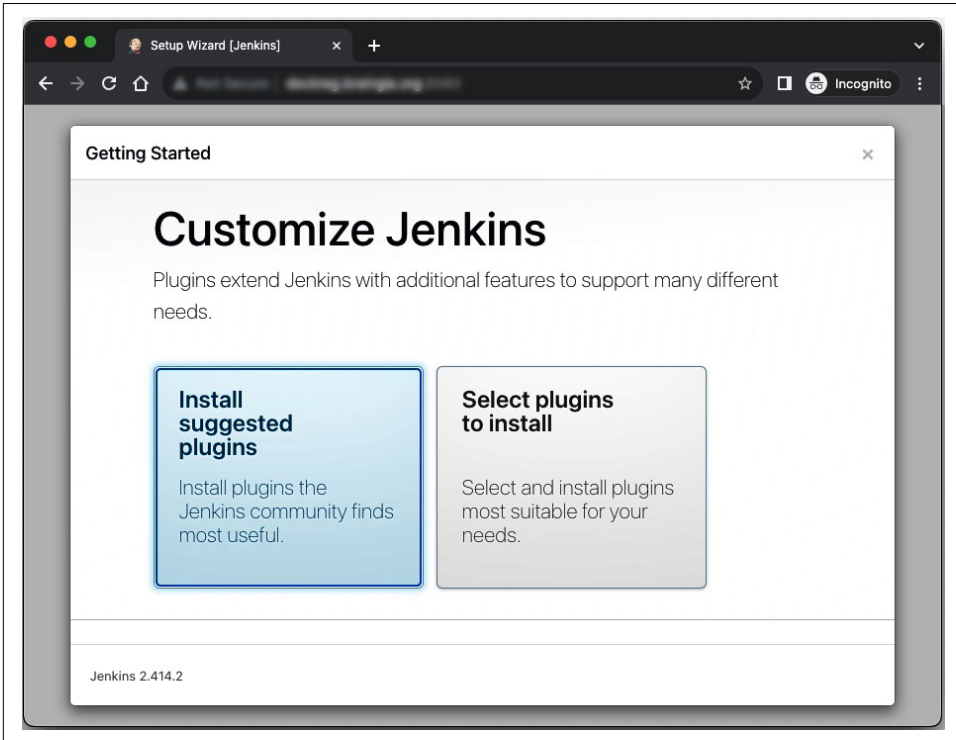 Setup Wizard [Jenkins]
Incognito
Getting Started
Customize Jenkins
Plugins extend Jenkins with additional features to support many different
needs.
Install
suggested
plugins
Install plugins the
Jenkins community finds
most useful.
Select plugins
to install
Select and install plugins
most suitable for your
needs.
Jenkins 2.414.2